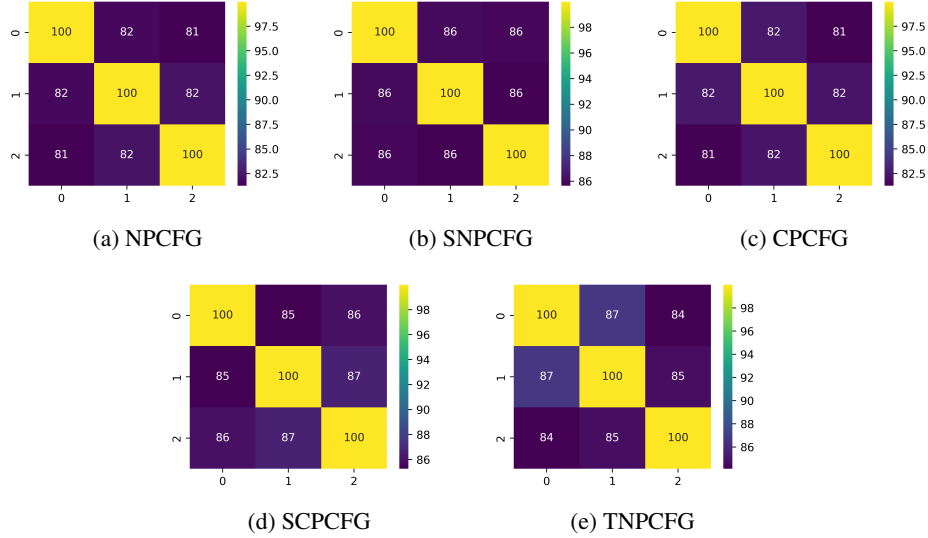 0 100 82 81
1 82 100 82
2 81 82 100
0 1 2
97.5
95.0
92.5
90.0
87.5
85.0
82.5
(a) NPCFG
0 100 86 86
1 86 100 86
2 86 86 100
0 1 2
98
96
94
92
90
88
86
(b) SNPCFG
0 100 82 81
1 82 100 82
2 81 82 100
0 1 2
97.5
95.0
92.5
90.0
87.5
85.0
82.5
(c) CPCFG
0 100 85 86
1 85 100 87
2 86 87 100
0 1 2
98
96
94
92
90
88
86
(d) SCPCFG
0 100 87 84
1 87 100 85
2 84 85 100
0 1 2
98
96
94
92
90
88
86
(e) TNPCFG